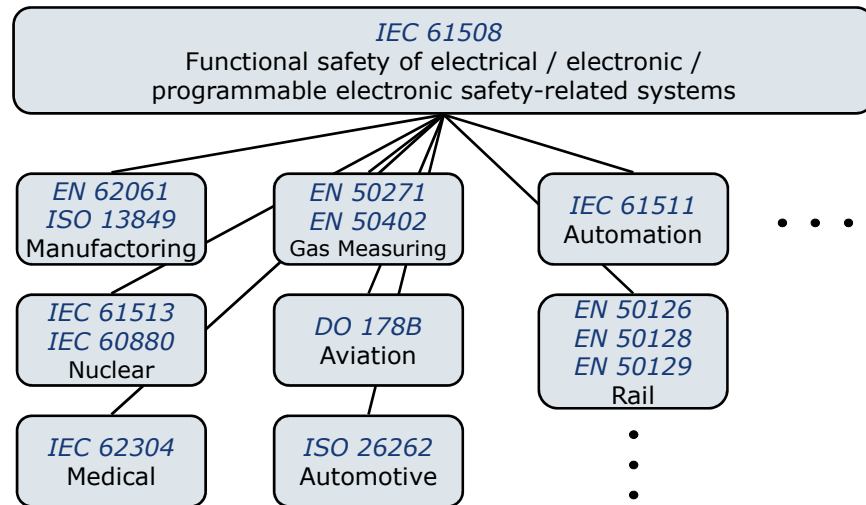 IEC 61508
Functional safety of electrical / electronic /
programmable electronic safety-related systems
EN 62061
ISO 13849
Manufactoring
EN 50271
EN 50402
Gas Measuring
IEC 61511
Automation
IEC 61513
IEC 60880
Nuclear
DO 178B
Aviation
EN 50126
EN 50128
EN 50129
Rail
IEC 62304
Medical
ISO 26262
Automotive